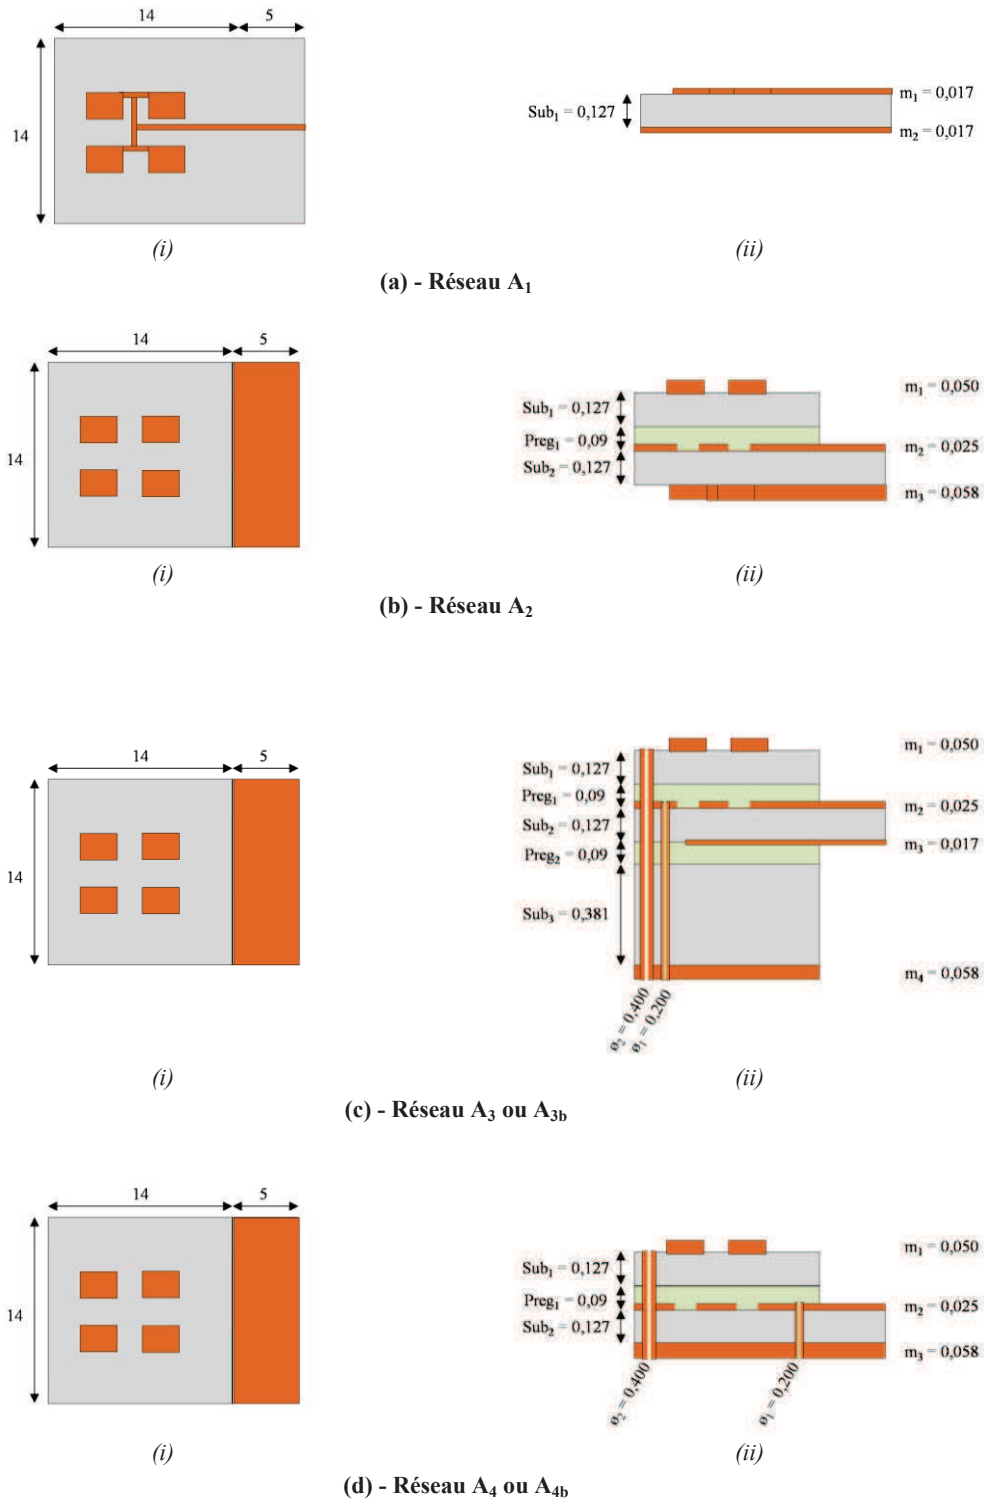 14 5
14
Sub₁ = 0,127
m₁ = 0,017
m₂ = 0,017
(i) (ii)
(a) - Réseau A₁
14 5
14
Sub₁ = 0,127
Preg₁ = 0,09
Sub₂ = 0,127
m₁ = 0,050
m₂ = 0,025
m₃ = 0,058
(i) (ii)
(b) - Réseau A₂
14 5
14
Sub₁ = 0,127
Preg₁ = 0,09
Sub₂ = 0,127
Preg₂ = 0,09
Sub₃ = 0,381
m₁ = 0,050
m₂ = 0,025
m₃ = 0,017
m₄ = 0,058
ø₂ = 0,400
ø₁ = 0,200
(i) (ii)
(c) - Réseau A₃ ou A₃b
14 5
14
Sub₁ = 0,127
Preg₁ = 0,09
Sub₂ = 0,127
m₁ = 0,050
m₂ = 0,025
m₃ = 0,058
ø₂ = 0,400
ø₁ = 0,200
(i) (ii)
(d) - Réseau A₄ ou A₄b